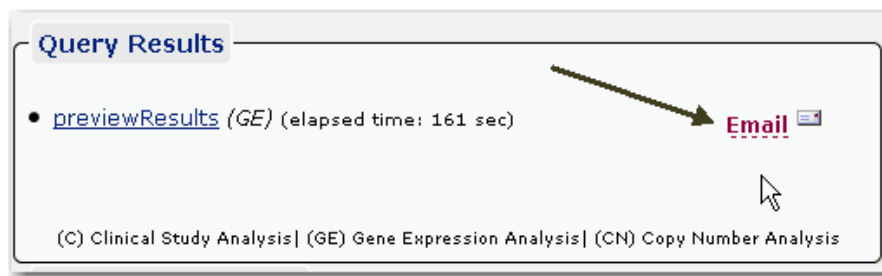 Query Results
previewResults (GE) (elapsed time: 161 sec) Email
(C) Clinical Study Analysis| (GE) Gene Expression Analysis| (CN) Copy Number Analysis